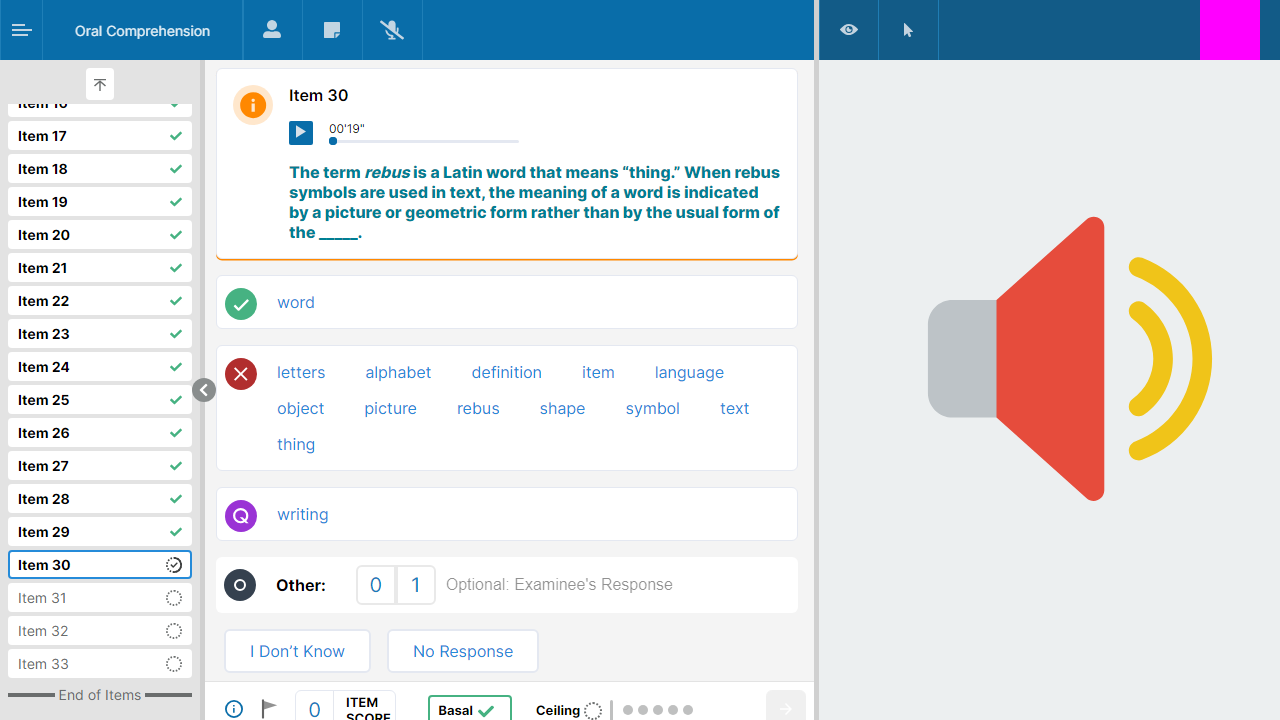 Oral Comprehension
Item 16
Item 17
Item 18
Item 19
Item 20
Item 21
Item 22
Item 23
Item 24
Item 25
Item 26
Item 27
Item 28
Item 29
Item 30
Item 31
Item 32
Item 33
End of Items
Item 30
00'19"
The term rebus is a Latin word that means “thing.” When rebus
symbols are used in text, the meaning of a word is indicated
by a picture or geometric form rather than by the usual form of
the _____.
word
letters alphabet definition item language
object picture rebus shape symbol text
thing
Q writing
Other: 0 1 Optional: Examinee's Response
I Don’t Know No Response
0 ITEM
SCORE
Basal Ceiling